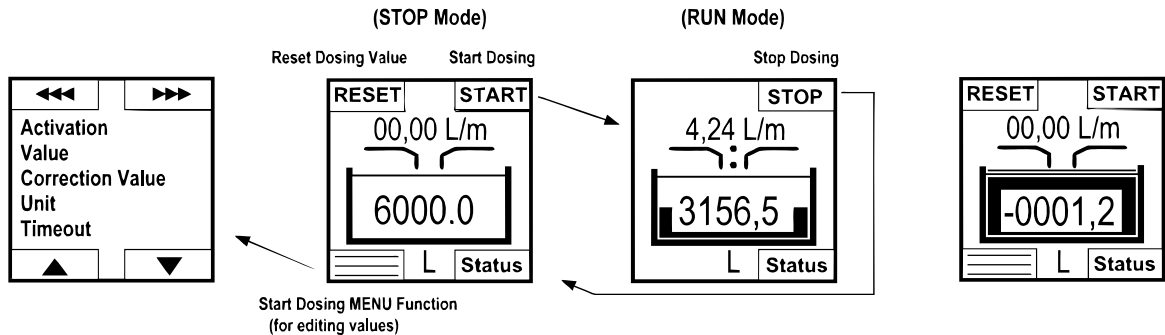 (STOP Mode)
(RUN Mode)
Reset Dosing Value
Start Dosing
Stop Dosing
Activation
Value
Correction Value
Unit
Timeout
RESET
START
00,00 L/m
6000.0
L
Status
STOP
4,24 L/m
3156,5
L
Status
RESET
START
00,00 L/m
-0001,2
L
Status
Start Dosing MENU Function
(for editing values)